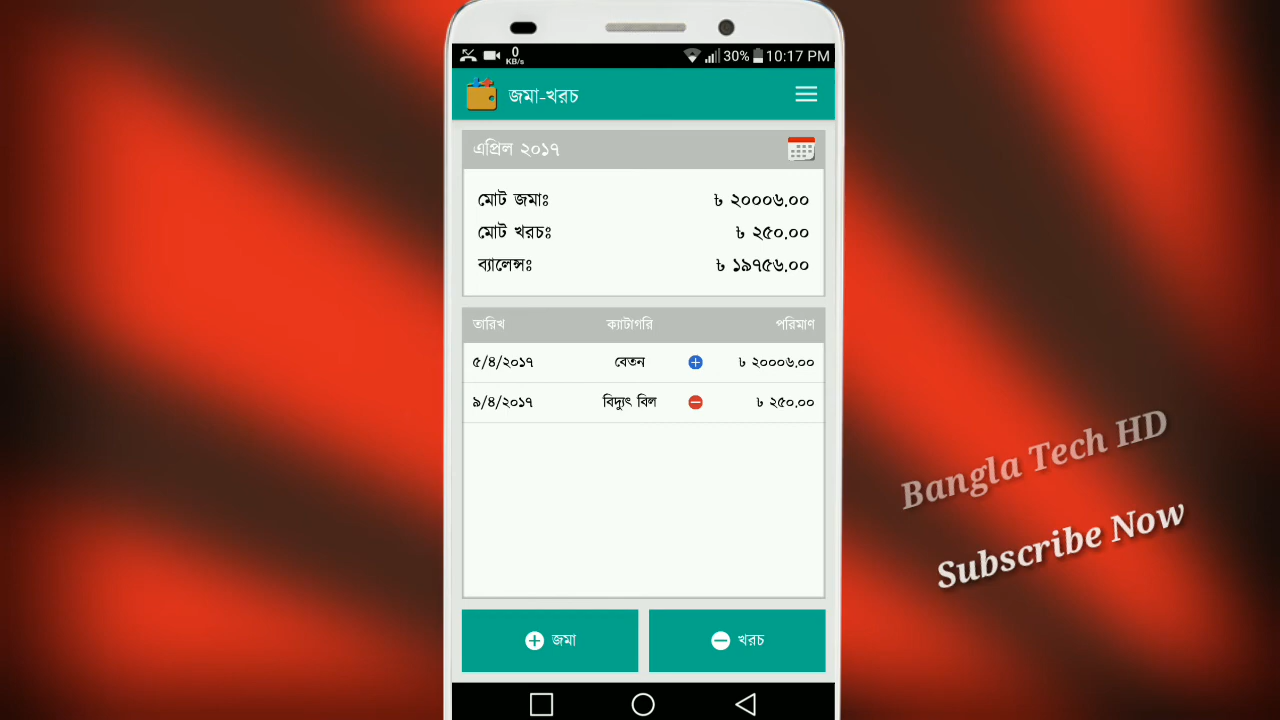 0
KB/s
30% 10:17 PM
জমা-খরচ
এপ্রিল ২০১৭
মোট জমাঃ ৳ ২০০০৬.০০
মোট খরচঃ ৳ ২৫০.০০
ব্যালেন্সঃ ৳ ১৯৭৫৬.০০
তারিখ ক্যাটাগরি পরিমাণ
৫/৪/২০১৭ বেতন ৳ ২০০০৬.০০
৯/৪/২০১৭ বিদ্যুৎ বিল ৳ ২৫০.০০
জমা খরচ
Bangla Tech HD
Subscribe Now